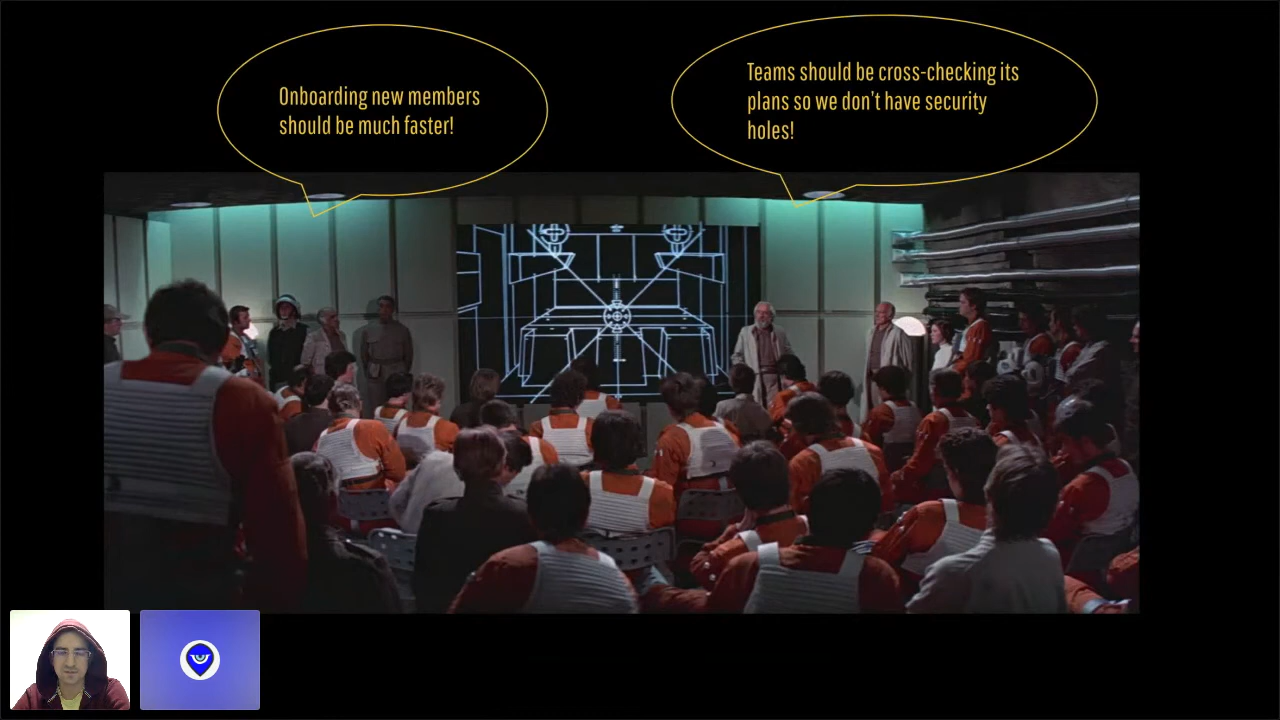 Onboarding new members
should be much faster!
Teams should be cross-checking its
plans so we don't have security
holes!